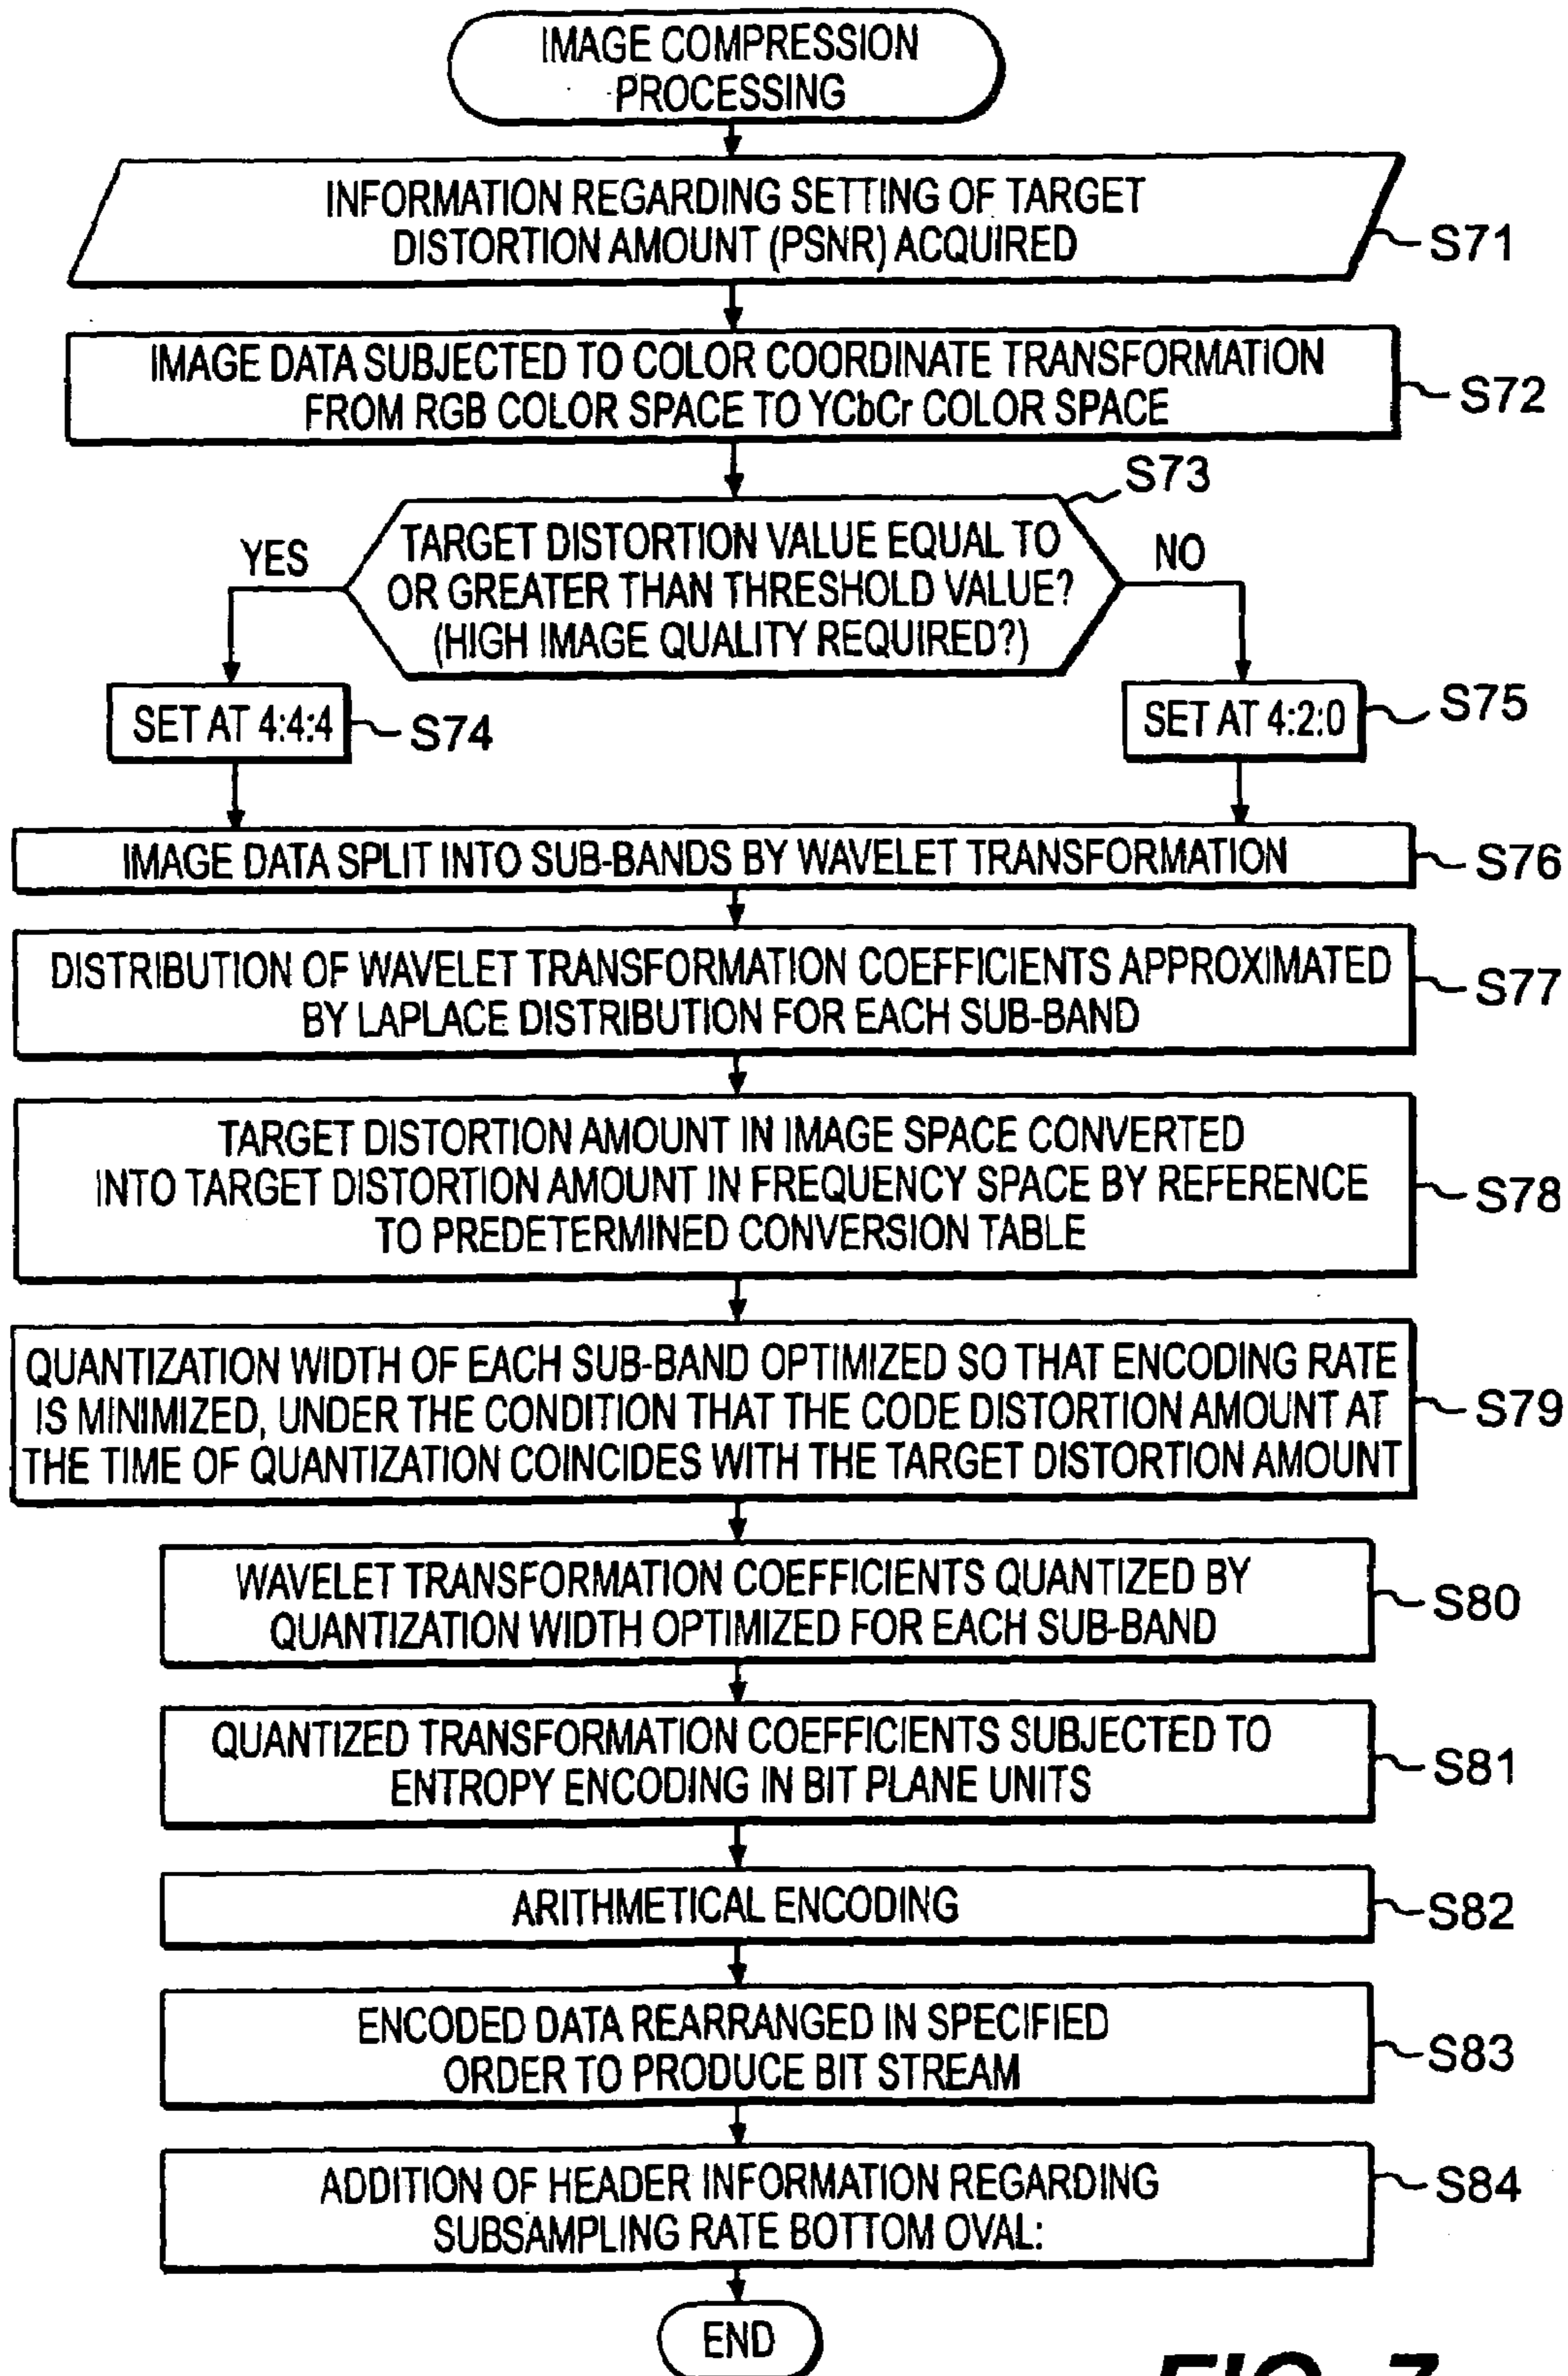 IMAGE COMPRESSION
PROCESSING
INFORMATION REGARDING SETTING OF TARGET
DISTORTION AMOUNT (PSNR) ACQUIRED
S71
IMAGE DATA SUBJECTED TO COLOR COORDINATE TRANSFORMATION
FROM RGB COLOR SPACE TO YCbCr COLOR SPACE
S72
S73
TARGET DISTORTION VALUE EQUAL TO
OR GREATER THAN THRESHOLD VALUE?
(HIGH IMAGE QUALITY REQUIRED?)
YES
NO
SET AT 4:4:4
S74
SET AT 4:2:0
S75
IMAGE DATA SPLIT INTO SUB-BANDS BY WAVELET TRANSFORMATION
S76
DISTRIBUTION OF WAVELET TRANSFORMATION COEFFICIENTS APPROXIMATED
BY LAPLACE DISTRIBUTION FOR EACH SUB-BAND
S77
TARGET DISTORTION AMOUNT IN IMAGE SPACE CONVERTED
INTO TARGET DISTORTION AMOUNT IN FREQUENCY SPACE BY REFERENCE
TO PREDETERMINED CONVERSION TABLE
S78
QUANTIZATION WIDTH OF EACH SUB-BAND OPTIMIZED SO THAT ENCODING RATE
IS MINIMIZED, UNDER THE CONDITION THAT THE CODE DISTORTION AMOUNT AT
THE TIME OF QUANTIZATION COINCIDES WITH THE TARGET DISTORTION AMOUNT
S79
WAVELET TRANSFORMATION COEFFICIENTS QUANTIZED BY
QUANTIZATION WIDTH OPTIMIZED FOR EACH SUB-BAND
S80
QUANTIZED TRANSFORMATION COEFFICIENTS SUBJECTED TO
ENTROPY ENCODING IN BIT PLANE UNITS
S81
ARITHMETICAL ENCODING
S82
ENCODED DATA REARRANGED IN SPECIFIED
ORDER TO PRODUCE BIT STREAM
S83
ADDITION OF HEADER INFORMATION REGARDING
SUBSAMPLING RATE BOTTOM OVAL:
S84
END